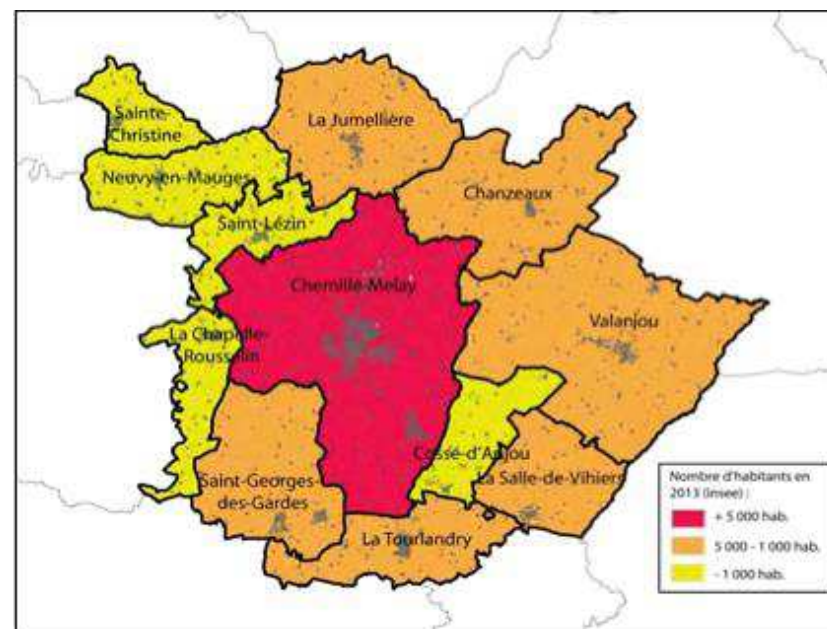 Sainte-
Christine
La Jumellière
Neuvy-en-Mauges
Chanzeaux
Saint-Lézin
Chemillé-Melay
Valanjou
La Chapelle-
Rousselin
Cossé-d'Anjou
Saint-Georges-
des-Gardes
La Salle-de-Vihiers
La Tourlandry
Nombre d'habitants en
2013 (insee) :
+ 5 000 hab.
5 000 - 1 000 hab.
- 1 000 hab.